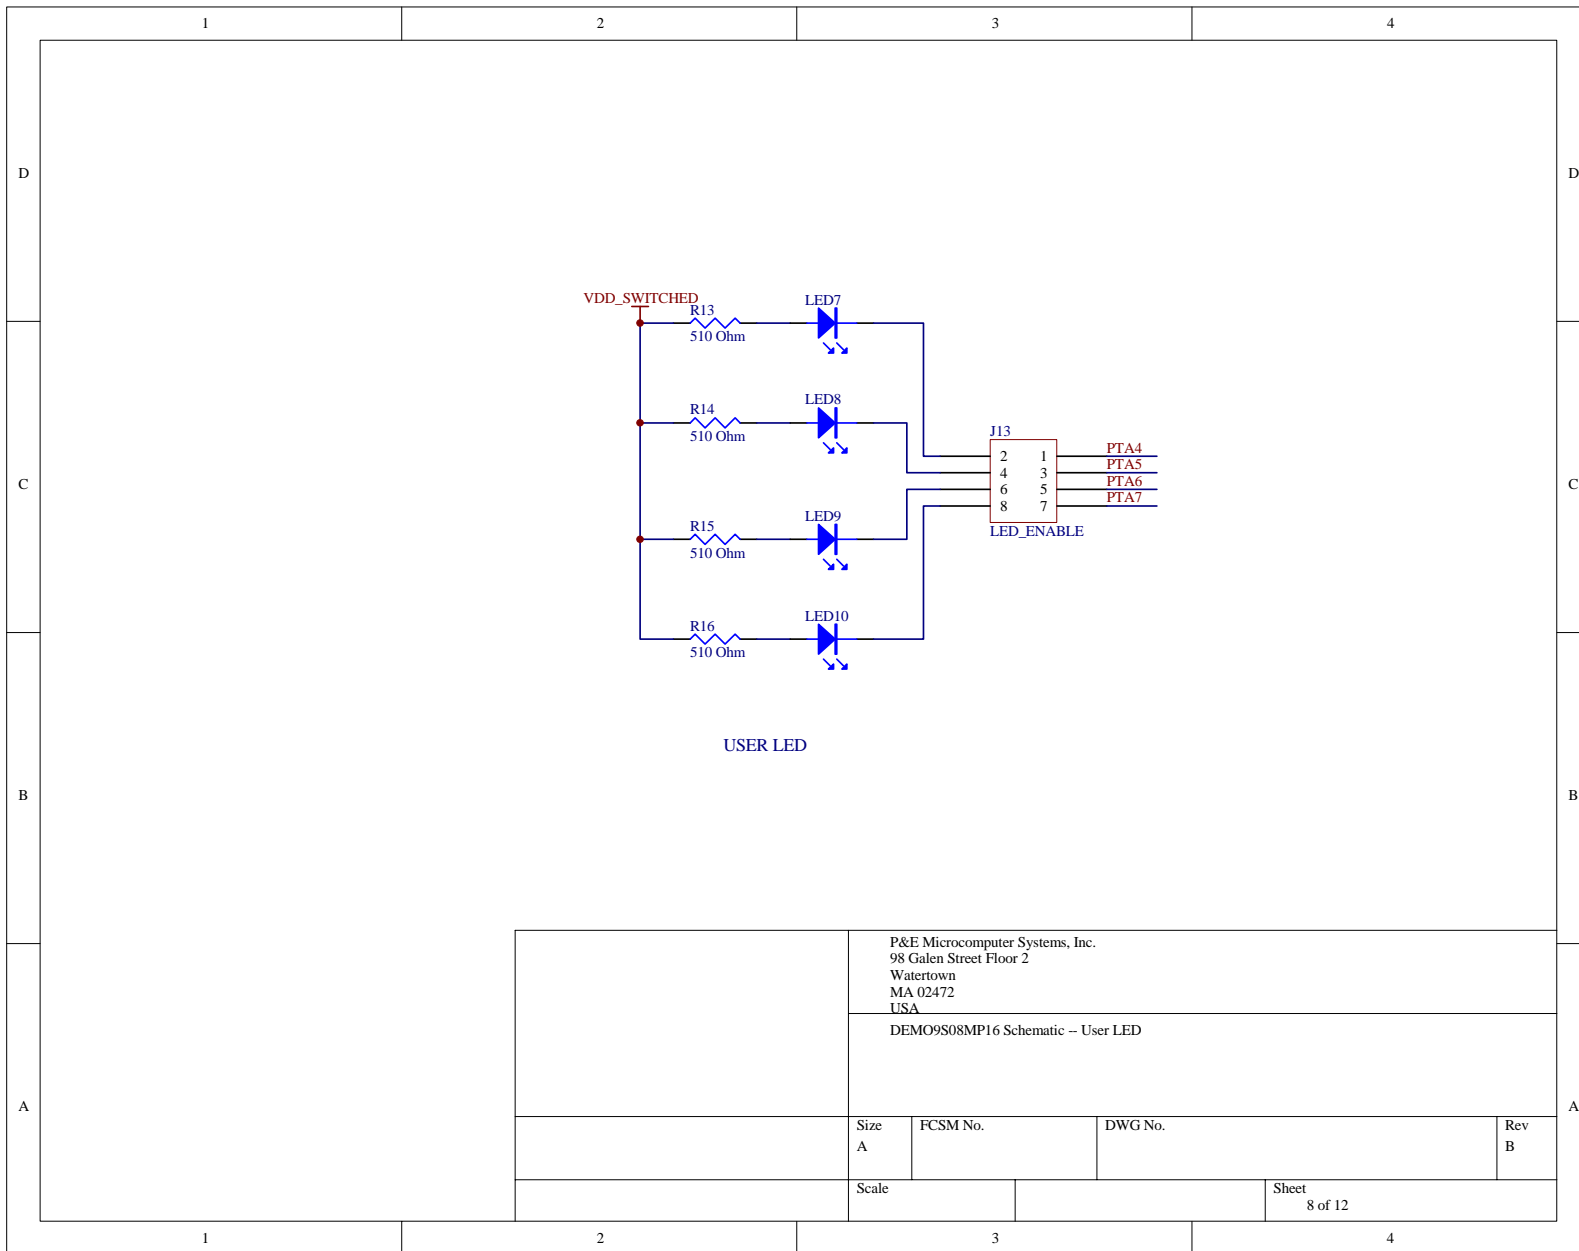 1 2 3 4
D D
VDD_SWITCHED
R13
510 Ohm
LED7
R14
510 Ohm
LED8
J13
2 1 PTA4
4 3 PTA5
6 5 PTA6
8 7 PTA7
LED_ENABLE
C C
R15
510 Ohm
LED9
R16
510 Ohm
LED10
USER LED
B B
P&E Microcomputer Systems, Inc.
98 Galen Street Floor 2
Watertown
MA 02472
USA
DEMO9S08MP16 Schematic -- User LED
A A
Size FCSM No. DWG No. Rev
A B
Scale Sheet
8 of 12
1 2 3 4